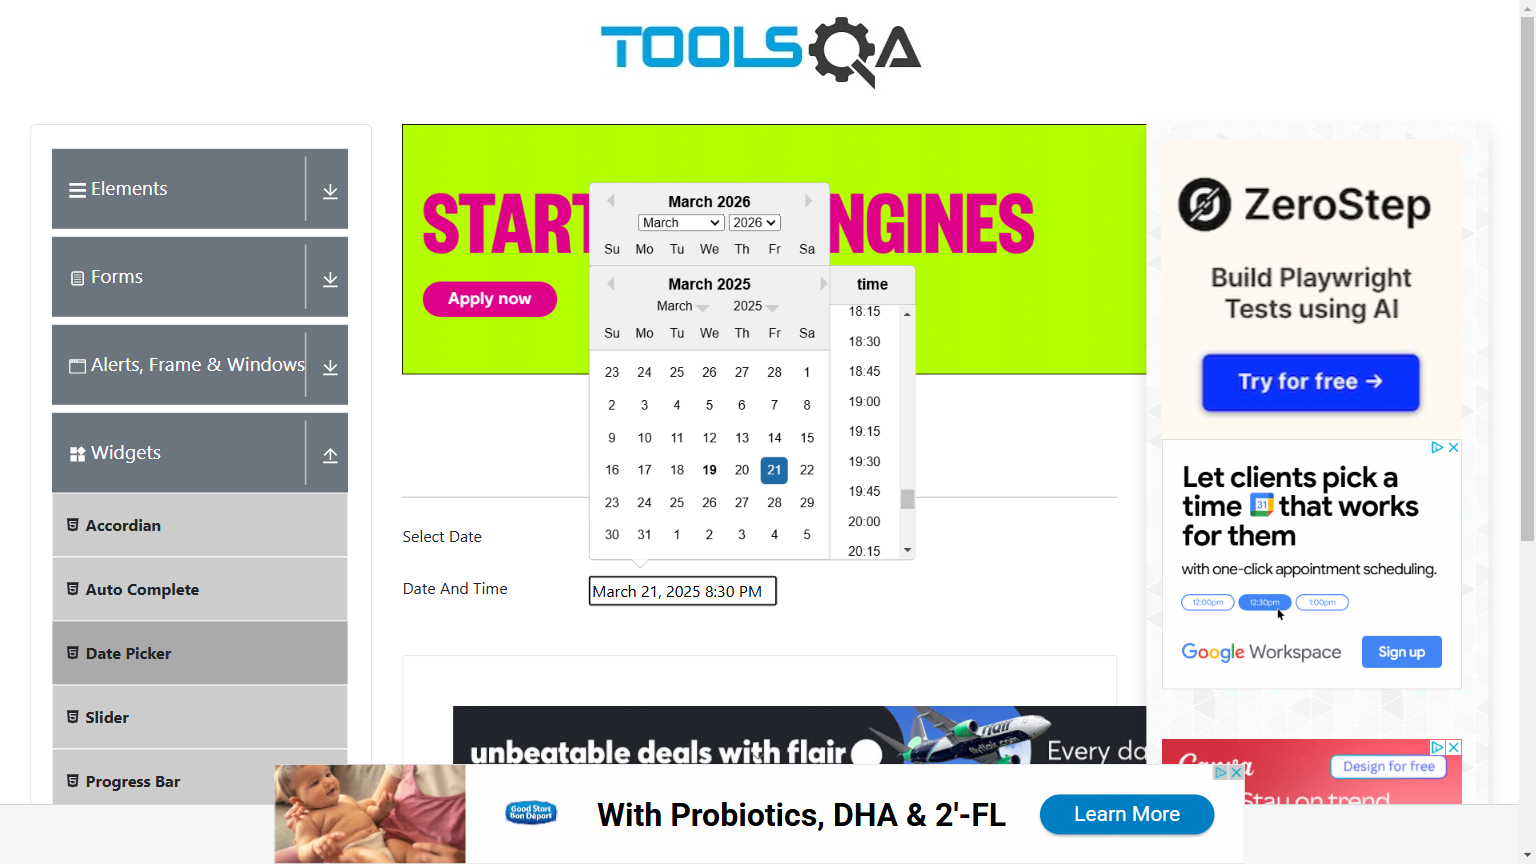 TOOLSQA
Elements
Forms
Alerts, Frame & Windows
Widgets
Accordian
Auto Complete
Date Picker
Slider
Progress Bar
START
NGINES
Apply now
March 2026
March 2026
Su Mo Tu We Th Fr Sa
March 2025
March 2025
Su Mo Tu We Th Fr Sa
23 24 25 26 27 28 1
2 3 4 5 6 7 8
9 10 11 12 13 14 15
16 17 18 19 20 21 22
23 24 25 26 27 28 29
30 31 1 2 3 4 5
time
18:15
18:30
18:45
19:00
19:15
19:30
19:45
20:00
20:15
Select Date
Date And Time
March 21, 2025 8:30 PM
unbeatable deals with flair
flair
flyflair.com
Every da
ZeroStep
Build Playwright
Tests using AI
Try for free →
Let clients pick a
time 31 that works
for them
with one-click appointment scheduling.
12:00pm 12:30pm 1:00pm
Google Workspace
Sign up
Canva
Design for free
Stay on trend
Good Start
Bon Départ
With Probiotics, DHA & 2'-FL
Learn More